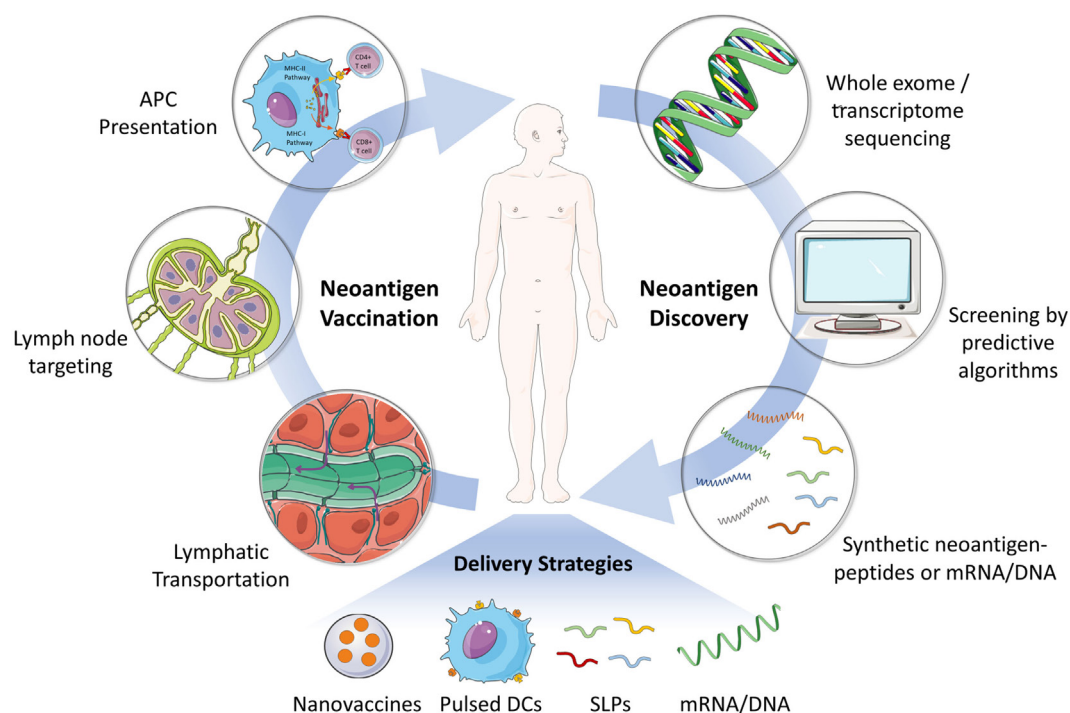 APC
Presentation
MHC-II
Pathway
CD4+
T cell
MHC-I
Pathway
CD8+
T cell
Whole exome /
transcriptome
sequencing
Neoantigen
Vaccination
Neoantigen
Discovery
Lymph node
targeting
Screening by
predictive
algorithms
Lymphatic
Transportation
Synthetic neoantigen-
peptides or mRNA/DNA
Delivery Strategies
Nanovaccines
Pulsed DCs
SLPs
mRNA/DNA